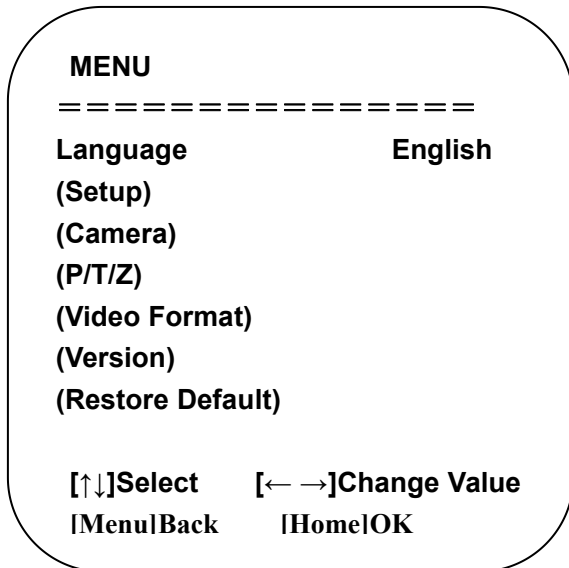 MENU
===============
Language English
(Setup)
(Camera)
(P/T/Z)
(Video Format)
(Version)
(Restore Default)
[↑↓]Select [← →]Change Value
[Menu]Back [Home]OK